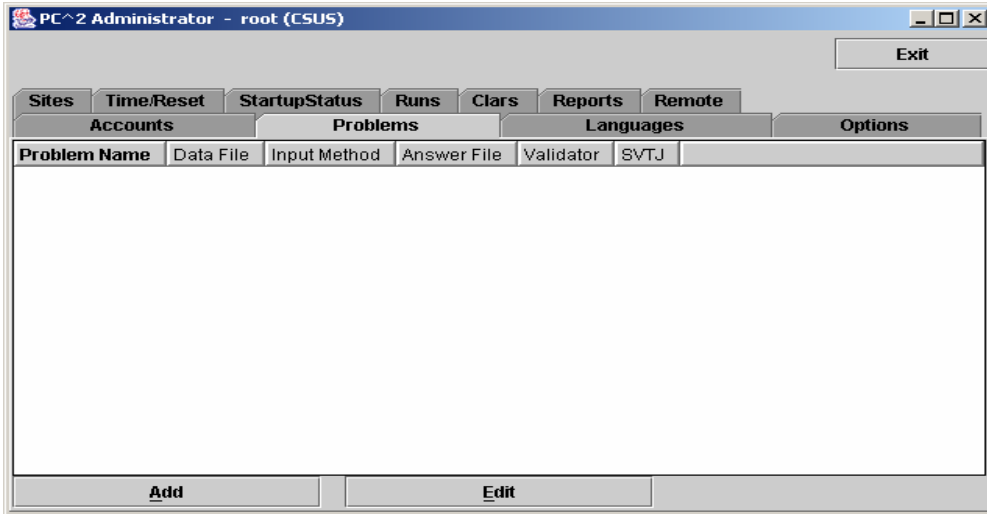 PC^2 Administrator - root (CSUS)
Exit
Sites Time/Reset StartupStatus Runs Clars Reports Remote
Accounts Problems Languages Options
Problem Name Data File Input Method Answer File Validator SVTJ
Add Edit